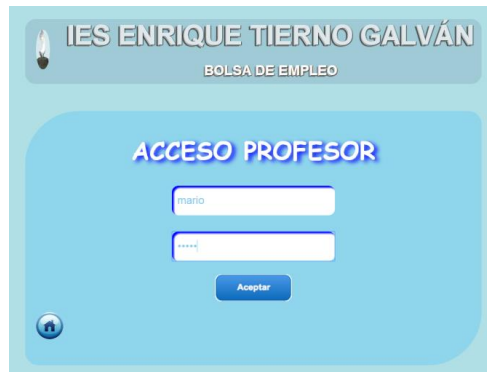 IES ENRIQUE TIERNO GALVÁN
BOLSA DE EMPLEO
ACCESO PROFESOR
mario
•••••
Aceptar